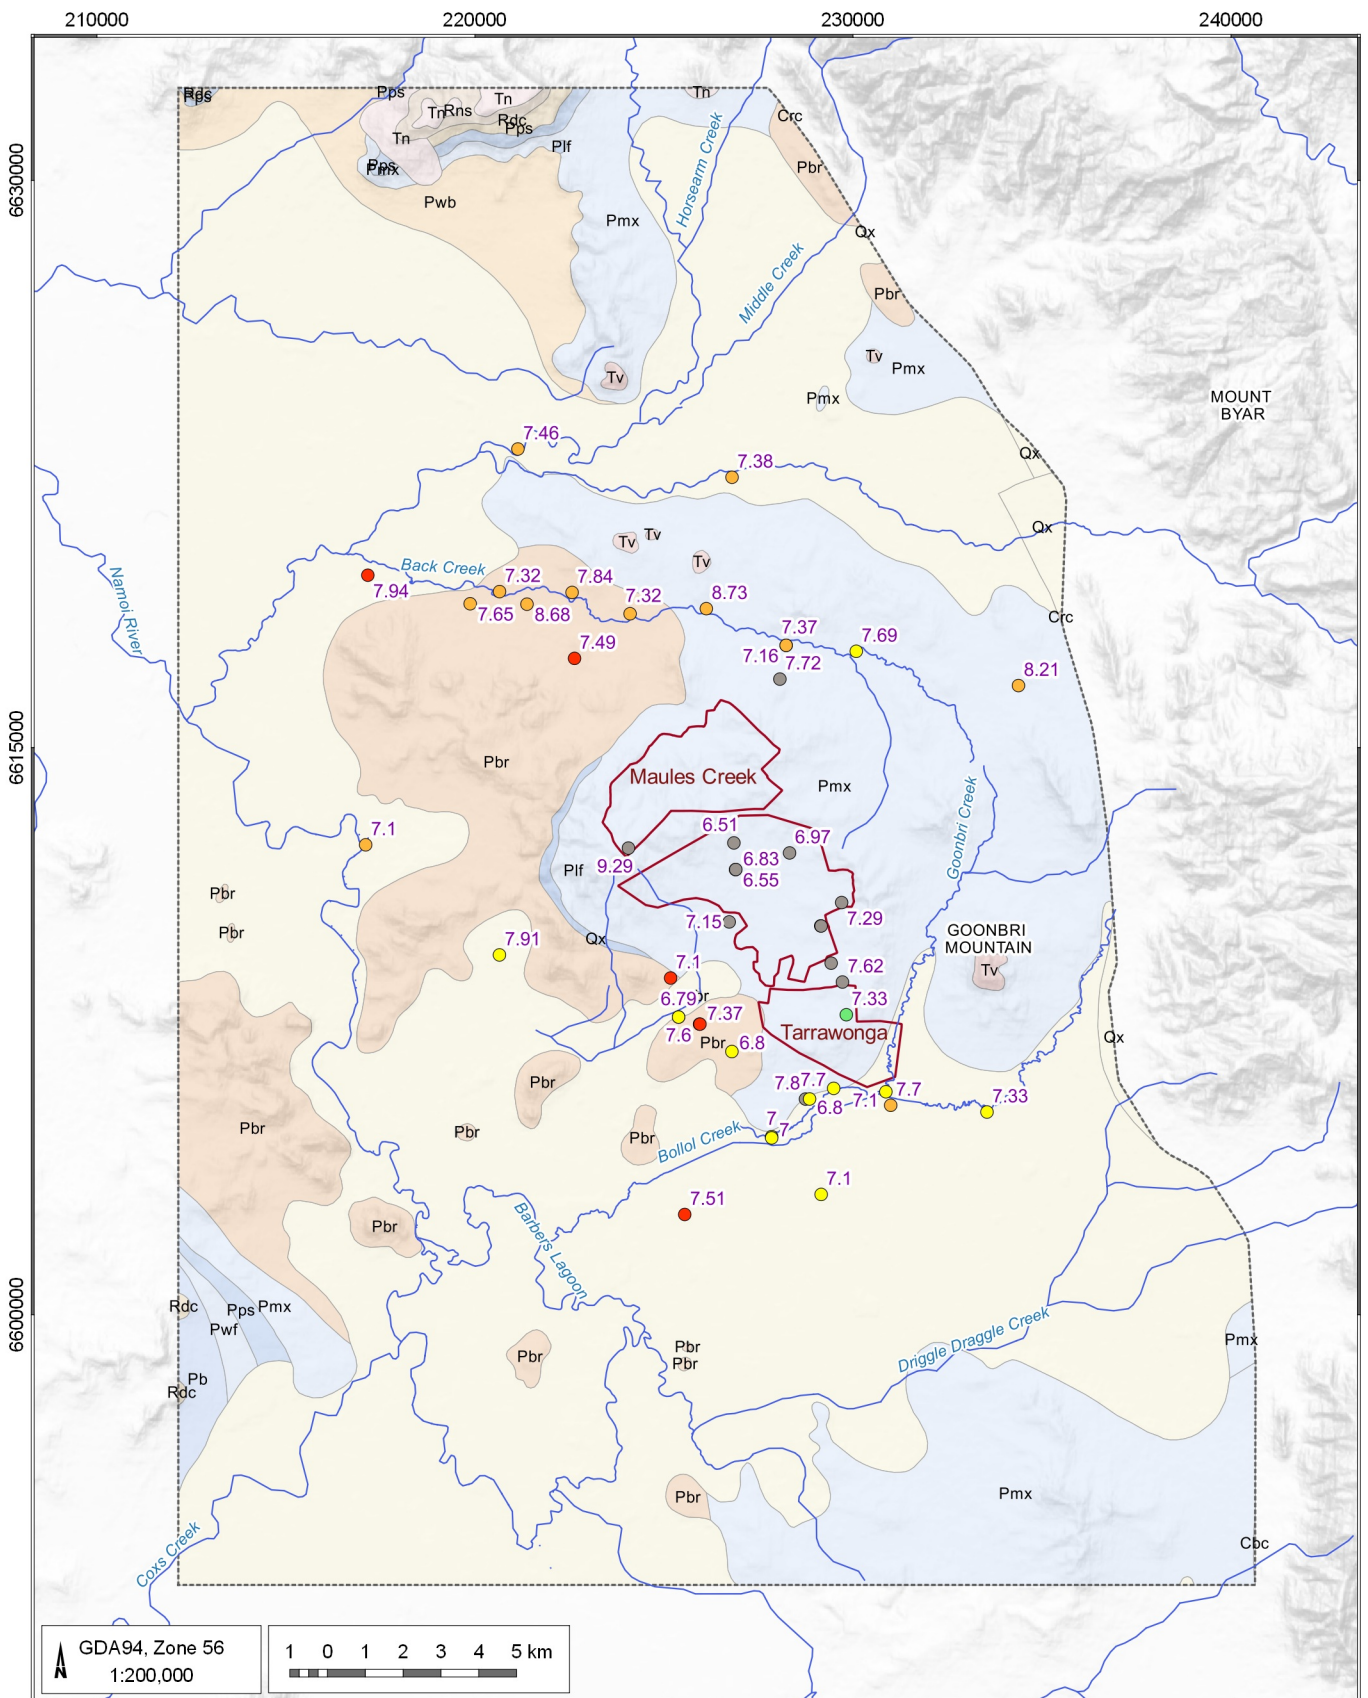 210000
220000
230000
240000
Rdc
Pps
Pps
Tn
Tn
Rns
Tn
Rdc
Pps
Tn
Tn
Crc
Plf
Pps
Pmx
Pbr
6630000
Pwb
Horsearm Creek
Pmx
Qx
Middle Creek
Pbr
Tv
Pmx
Tv
Pmx
MOUNT
BYAR
7.46
7.38
Qx
Qx
Tv
Tv
Tv
Back Creek
7.94
7.32
7.84
7.65
8.68
7.32
8.73
Crc
Namoi River
7.49
7.37
7.69
7.16
7.72
8.21
6615000
Pbr
Maules Creek
Pmx
Goonbri Creek
7.1
6.51
6.97
9.29
6.83
6.55
Plf
Pbr
Pbr
7.15
7.29
Qx
7.91
GOONBRI
MOUNTAIN
Tv
7.1
7.62
6.79
7.33
7.37
7.6
Tarrawonga
Pbr
6.8
Qx
Pbr
7.8
7.7
6.8
7.1
7.7
7.33
Pbr
Pbr
Pbr
7
7
Bollol Creek
7.1
7.51
Pbr
Barbers Lagoon
6600000
Rdc
Pps
Pmx
Pwf
Pb
Rdc
Pbr
Pbr
Pbr
Driggle Draggle Creek
Pmx
Pbr
Pmx
Cbc
Coxs Creek
N
GDA94, Zone 56
1:200,000
1 0 1 2 3 4 5 km